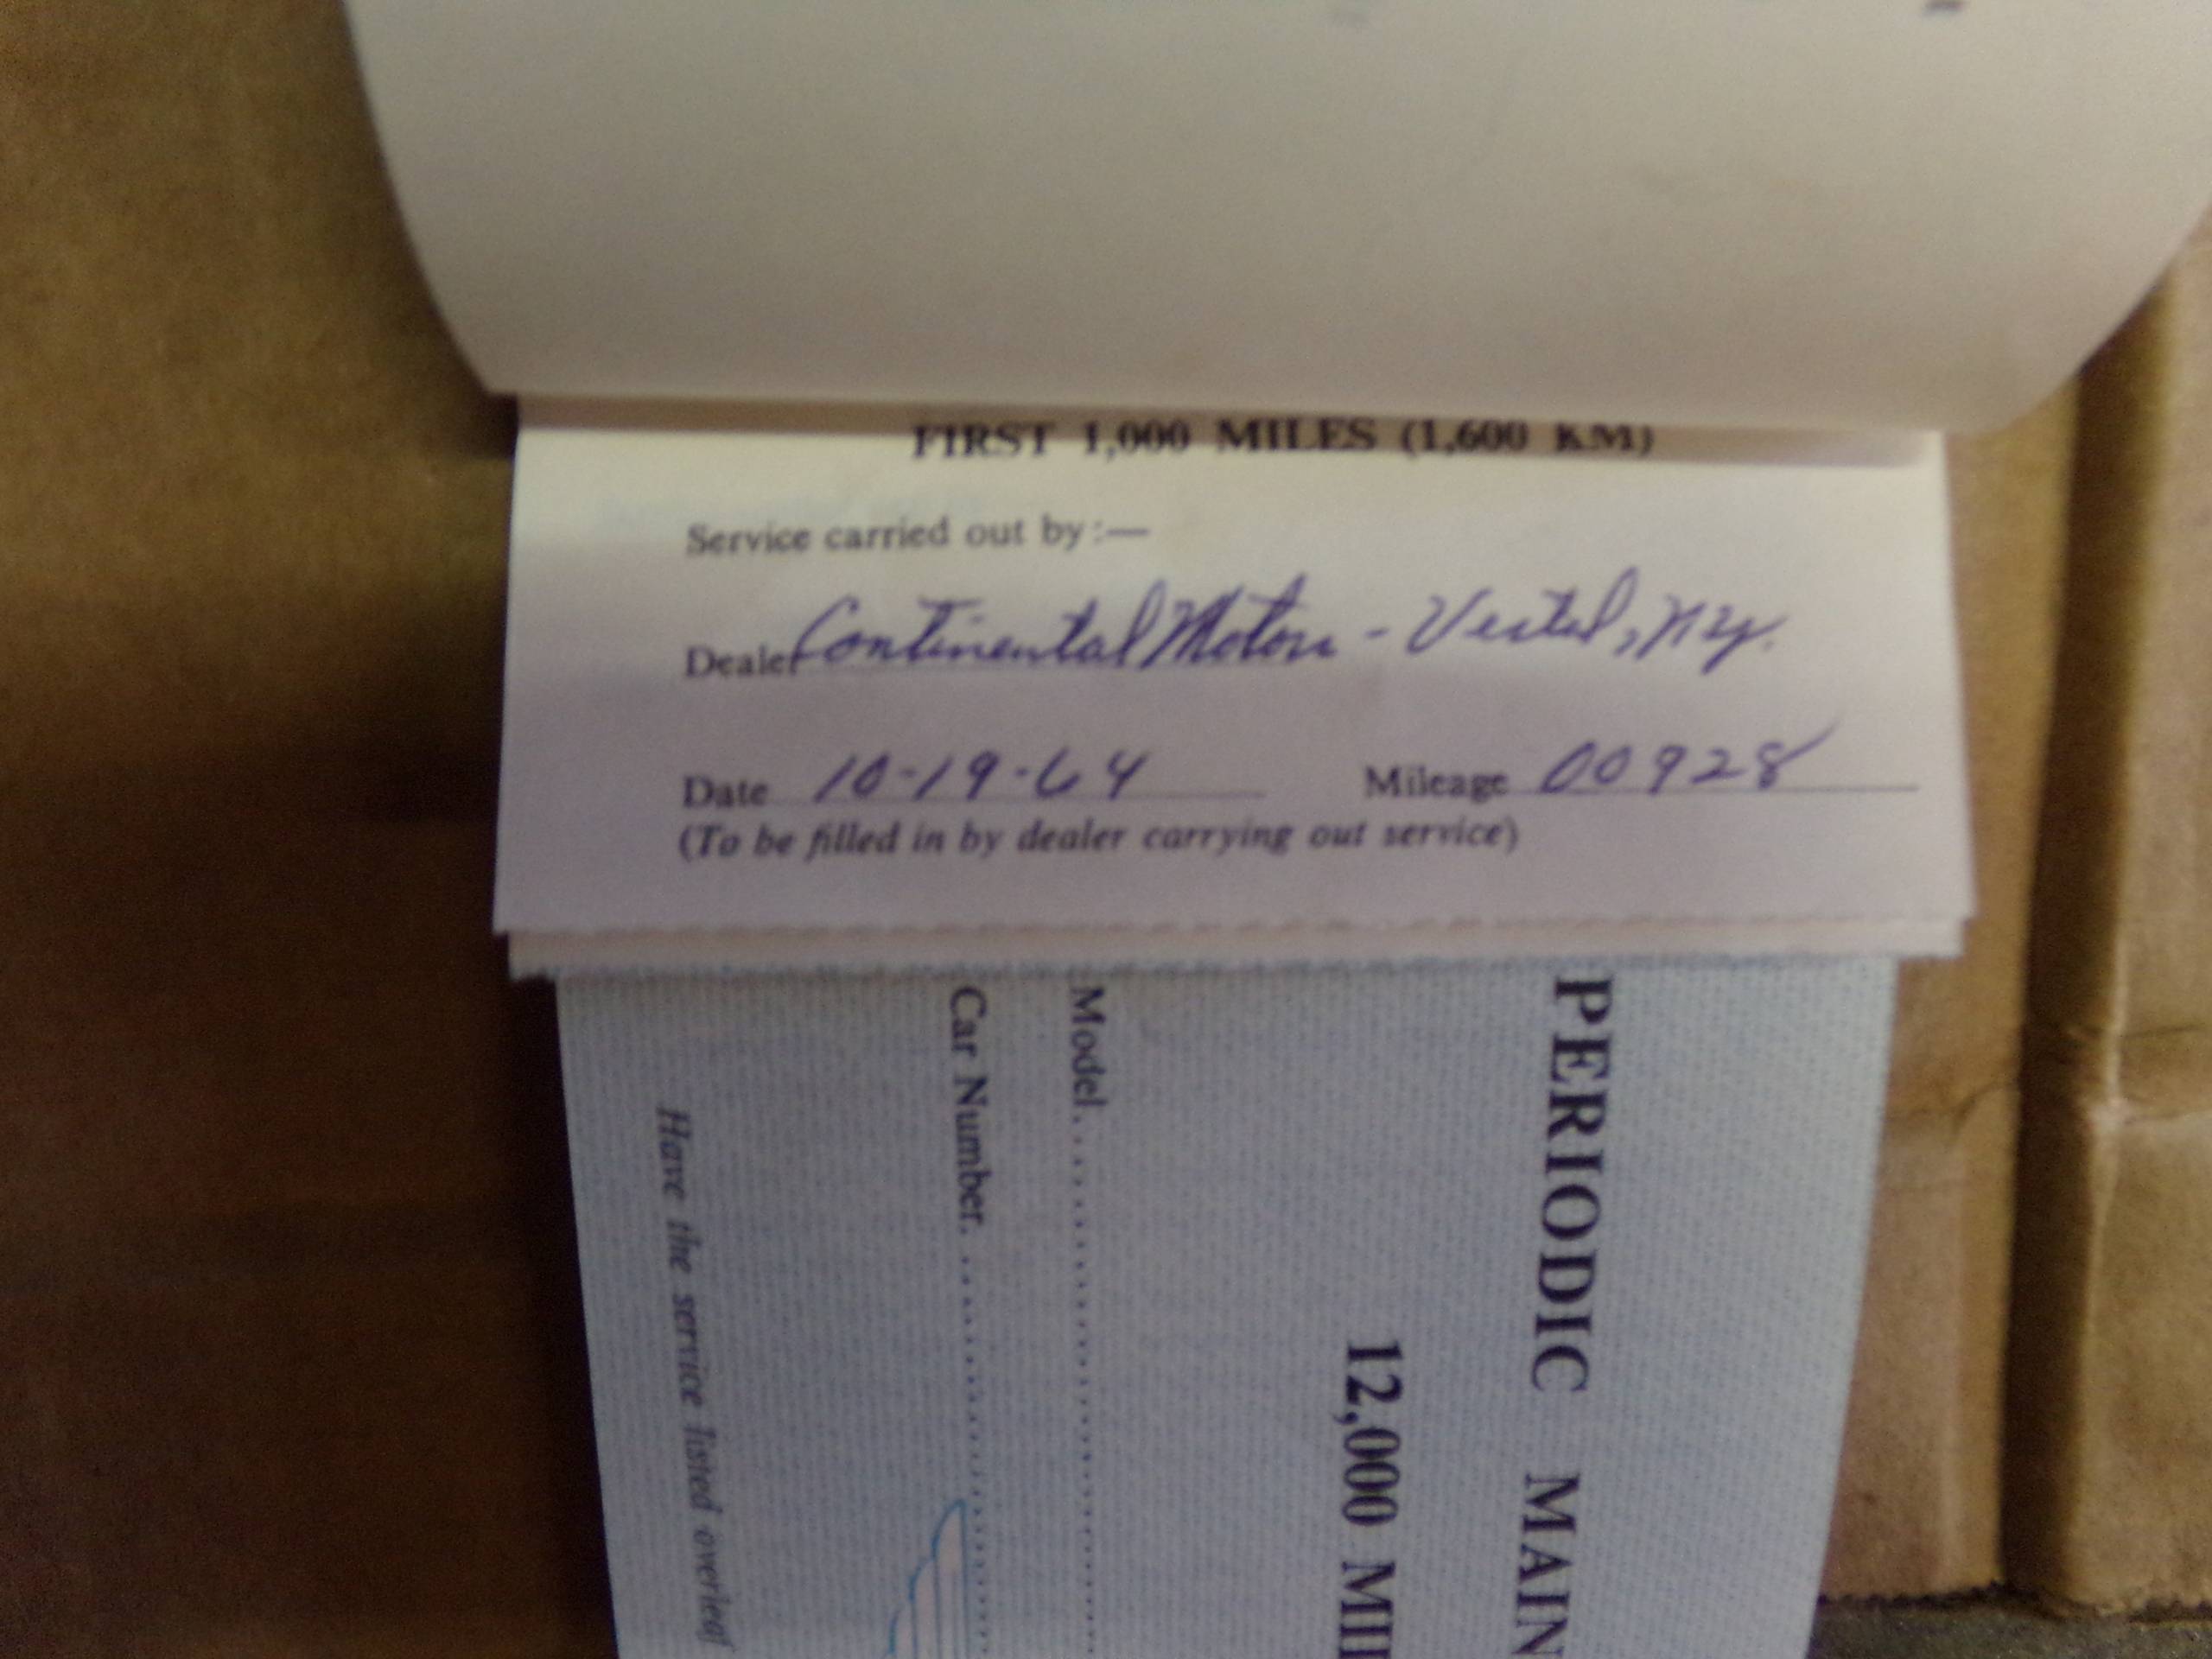 FIRST 1,000 MILES (1,600 KM)
Service carried out by:—
Dealer Continental Motors - Vestal, N.Y.
Date 10-19-64 Mileage 00928
(To be filled in by dealer carrying out service)
PERIODIC MAIN
12,000 MIL
Model
Car Number
Have the service listed overleaf